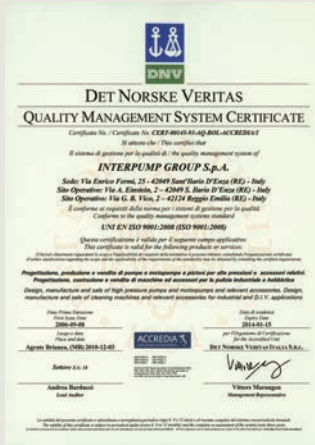 DNV
DET NORSKE VERITAS
QUALITY MANAGEMENT SYSTEM CERTIFICATE
Certificato No. / Certificate No. CERT-00145-93-AQ-BOL-ACCREDIA/1
Si attesta che / This certifies that
Il sistema di gestione per la qualità di / the quality management system of
INTERPUMP GROUP S.p.A.
Sede: Via Enrico Fermi, 25 - 42049 Sant'Ilario D'Enza (RE) - Italy
Sito Operativo: Via A. Einstein, 2 - 42049 S. Ilario D'Enza (RE) - Italy
Sito Operativo: Via G. B. Vico, 2 - 42124 Reggio Emilia (RE) - Italy
È conforme ai requisiti della norma per i sistemi di gestione per la qualità
Conforms to the quality management systems standard
UNI EN ISO 9001:2008 (ISO 9001:2008)
Questa certificazione è valida per il seguente campo applicativo:
This certificate is valid for the following products or services:
Progettazione, produzione e vendita di pompe e motopompe a pistoni per alte pressioni e accessori relativi.
Progettazione, costruzione e vendita di macchine ed accessori per la pulizia industriale e hobbistica
Design, manufacture and sale of high pressure pumps and motopumps and relevant accessories. Design,
manufacture and sale of cleaning machines and relevant accessories for industrial and D.I.Y. applications
Data Prima Emissione
First Issue Date
Data di scadenza
Expiry Date
2014-01-15
Luogo e data
Place and date
Agrate Brianza, (MB) 2010-12-03
ACCREDIA
per l'Organismo di Certificazione
for the Accredited Unit
DET NORSKE VERITAS ITALIA S.R.L.
Settore EA: 18
Andrea Barducci
Lead Auditor
Vittore Marangon
Management Representative